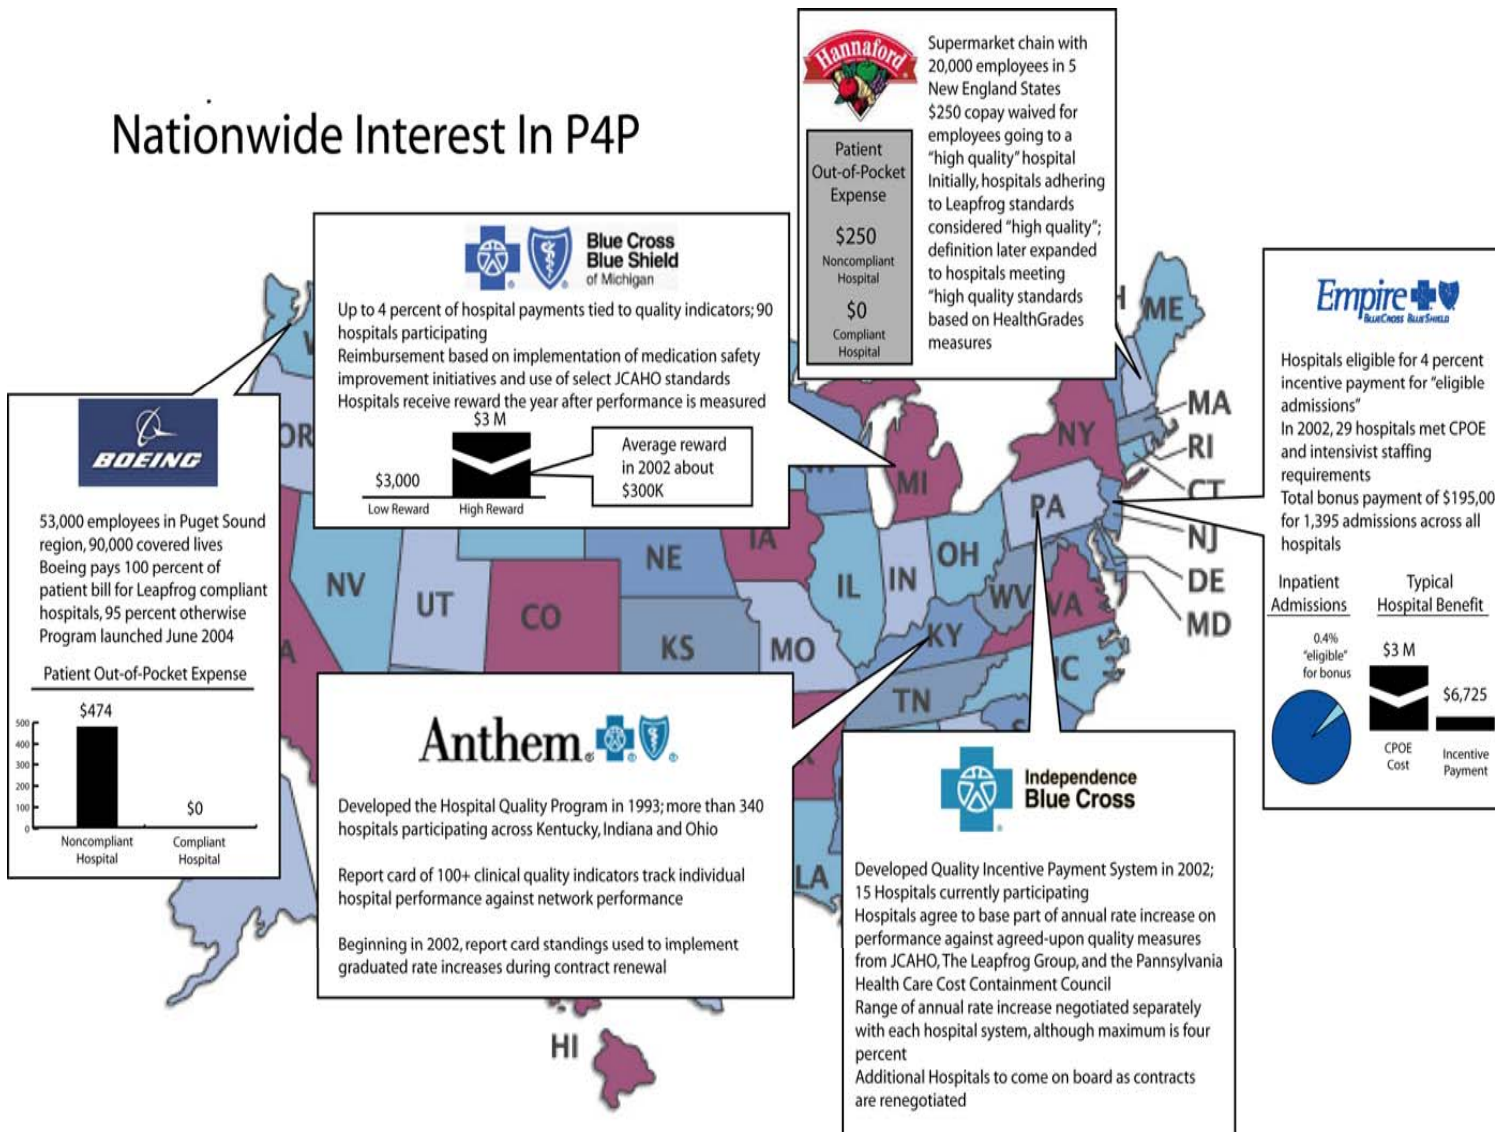 Nationwide Interest In P4P
Hannaford
Supermarket chain with
20,000 employees in 5
New England States
$250 copay waived for
employees going to a
"high quality" hospital
Initially, hospitals adhering
to Leapfrog standards
considered "high quality";
definition later expanded
to hospitals meeting
"high quality standards
based on HealthGrades
measures
Patient
Out-of-Pocket
Expense
$250
Noncompliant
Hospital
$0
Compliant
Hospital
Blue Cross
Blue Shield
of Michigan
Up to 4 percent of hospital payments tied to quality indicators; 90
hospitals participating
Reimbursement based on implementation of medication safety
improvement initiatives and use of select JCAHO standards
Hospitals receive reward the year after performance is measured
$3 M
$3,000
Low Reward
High Reward
Average reward
in 2002 about
$300K
Empire
BLUECROSS BLUESHIELD
Hospitals eligible for 4 percent
incentive payment for "eligible
admissions"
In 2002, 29 hospitals met CPOE
and intensivist staffing
requirements
Total bonus payment of $195,00
for 1,395 admissions across all
hospitals
Inpatient
Admissions
0.4%
"eligible"
for bonus
Typical
Hospital Benefit
$3 M
$6,725
CPOE
Cost
Incentive
Payment
BOEING
53,000 employees in Puget Sound
region, 90,000 covered lives
Boeing pays 100 percent of
patient bill for Leapfrog compliant
hospitals, 95 percent otherwise
Program launched June 2004
Patient Out-of-Pocket Expense
$474
500
400
300
200
100
0
$0
Noncompliant
Hospital
Compliant
Hospital
Anthem
Developed the Hospital Quality Program in 1993; more than 340
hospitals participating across Kentucky, Indiana and Ohio
Report card of 100+ clinical quality indicators track individual
hospital performance against network performance
Beginning in 2002, report card standings used to implement
graduated rate increases during contract renewal
Independence
Blue Cross
Developed Quality Incentive Payment System in 2002;
15 Hospitals currently participating
Hospitals agree to base part of annual rate increase on
performance against agreed-upon quality measures
from JCAHO, The Leapfrog Group, and the Pannsylvania
Health Care Cost Containment Council
Range of annual rate increase negotiated separately
with each hospital system, although maximum is four
percent
Additional Hospitals to come on board as contracts
are renegotiated
ME
MA
RI
CT
NY
NJ
DE
MD
PA
MI
OR
NV
UT
CO
NE
KS
IA
MO
IL
IN
OH
WV
VA
KY
TN
LA
HI